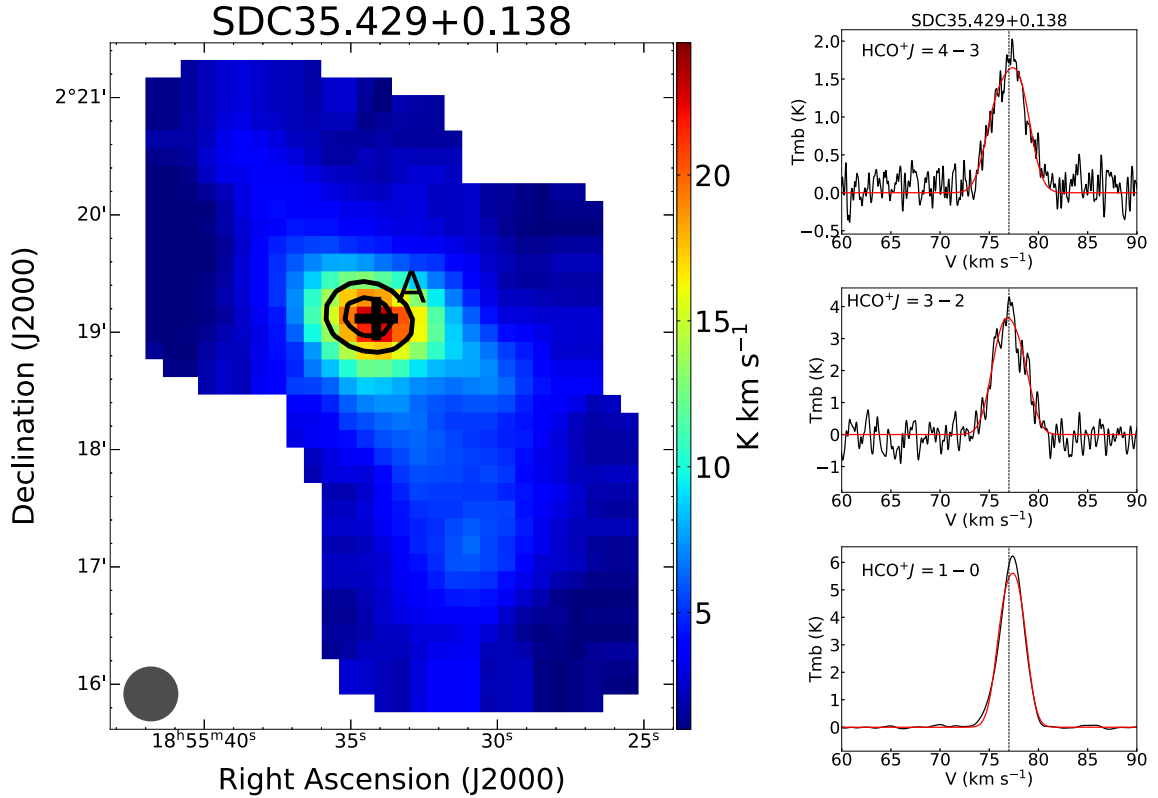 SDC35.429+0.138
2°21'
20'
19'
18'
17'
16'
Declination (J2000)
18ʰ55ᵐ40ˢ 35ˢ 30ˢ 25ˢ
Right Ascension (J2000)
A
20
15
10
5
K km s⁻¹
SDC35.429+0.138
HCO⁺J = 4 − 3
2.0
1.5
1.0
0.5
0.0
−0.5
Tmb (K)
60 65 70 75 80 85 90
V (km s⁻¹)
HCO⁺J = 3 − 2
4
3
2
1
0
−1
Tmb (K)
60 65 70 75 80 85 90
V (km s⁻¹)
HCO⁺J = 1 − 0
6
5
4
3
2
1
0
Tmb (K)
60 65 70 75 80 85 90
V (km s⁻¹)